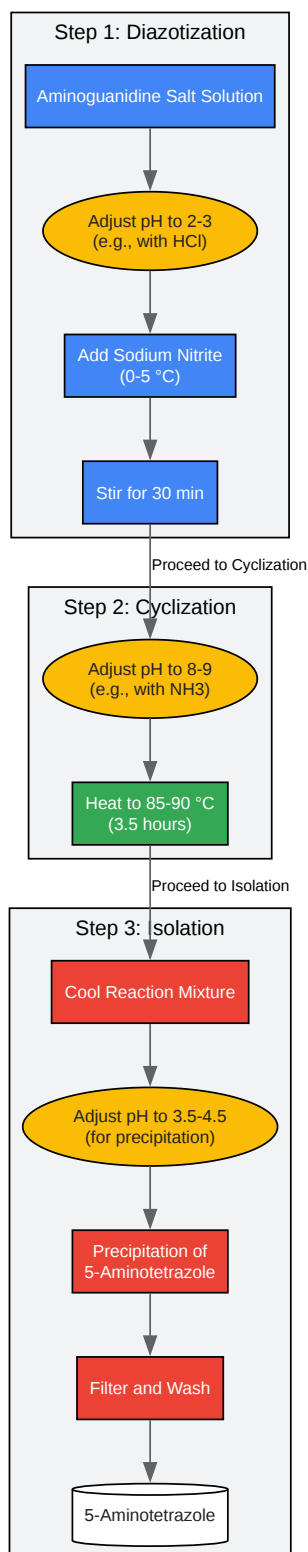 Step 1: Diazotization
Aminoguanidine Salt Solution
Adjust pH to 2-3
(e.g., with HCl)
Add Sodium Nitrite
(0-5 °C)
Stir for 30 min
Proceed to Cyclization
Step 2: Cyclization
Adjust pH to 8-9
(e.g., with NH3)
Heat to 85-90 °C
(3.5 hours)
Proceed to Isolation
Step 3: Isolation
Cool Reaction Mixture
Adjust pH to 3.5-4.5
(for precipitation)
Precipitation of
5-Aminotetrazole
Filter and Wash
5-Aminotetrazole